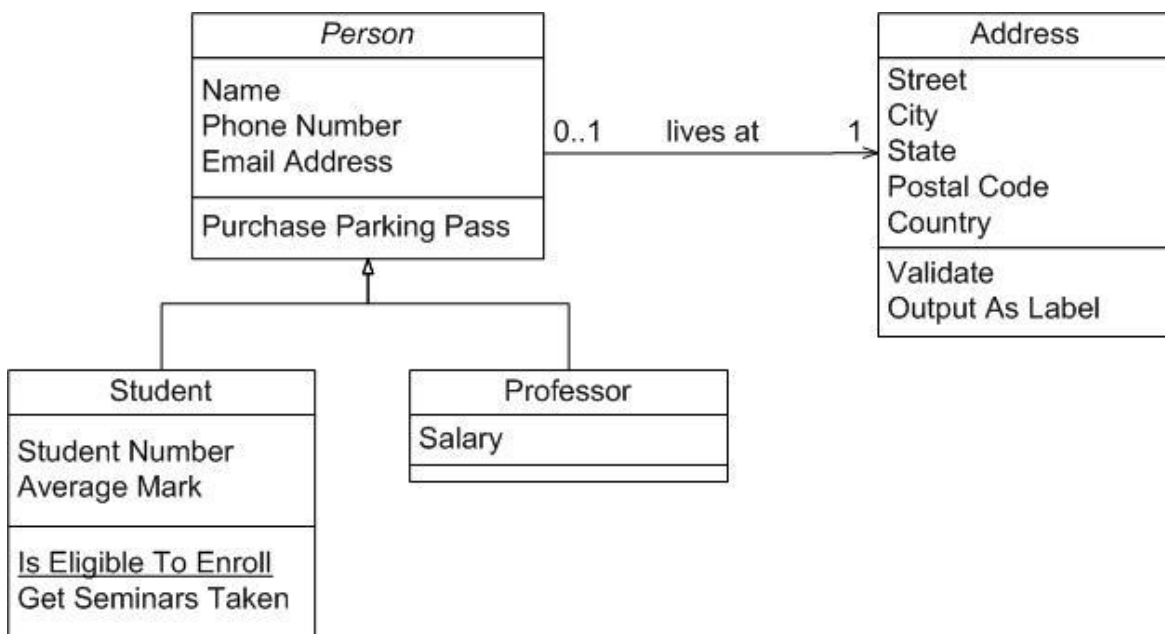 Person
Name
Phone Number
Email Address
Purchase Parking Pass
0..1 lives at 1
Address
Street
City
State
Postal Code
Country
Validate
Output As Label
Student
Student Number
Average Mark
Is Eligible To Enroll
Get Seminars Taken
Professor
Salary